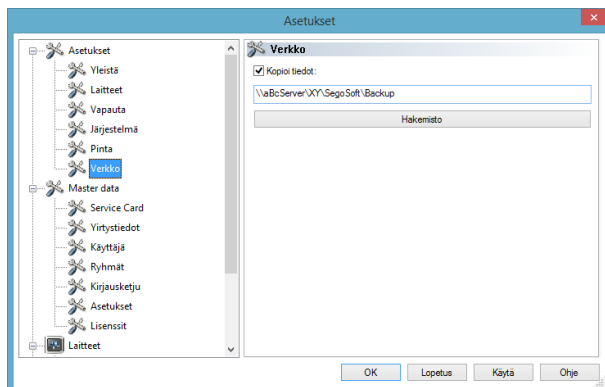 Asetukset
Asetukset
Yleistä
Laitteet
Vapauta
Järjestelmä
Pinta
Verkko
Master data
Service Card
Yirtystiedot
Käyttäjä
Ryhmät
Kirjausketju
Asetukset
Lisenssit
Laitteet
Verkko
Kopioi tiedot:
\\aBcServer\XY\SegoSoft\Backup
Hakemisto
OK
Lopetus
Käytä
Ohje